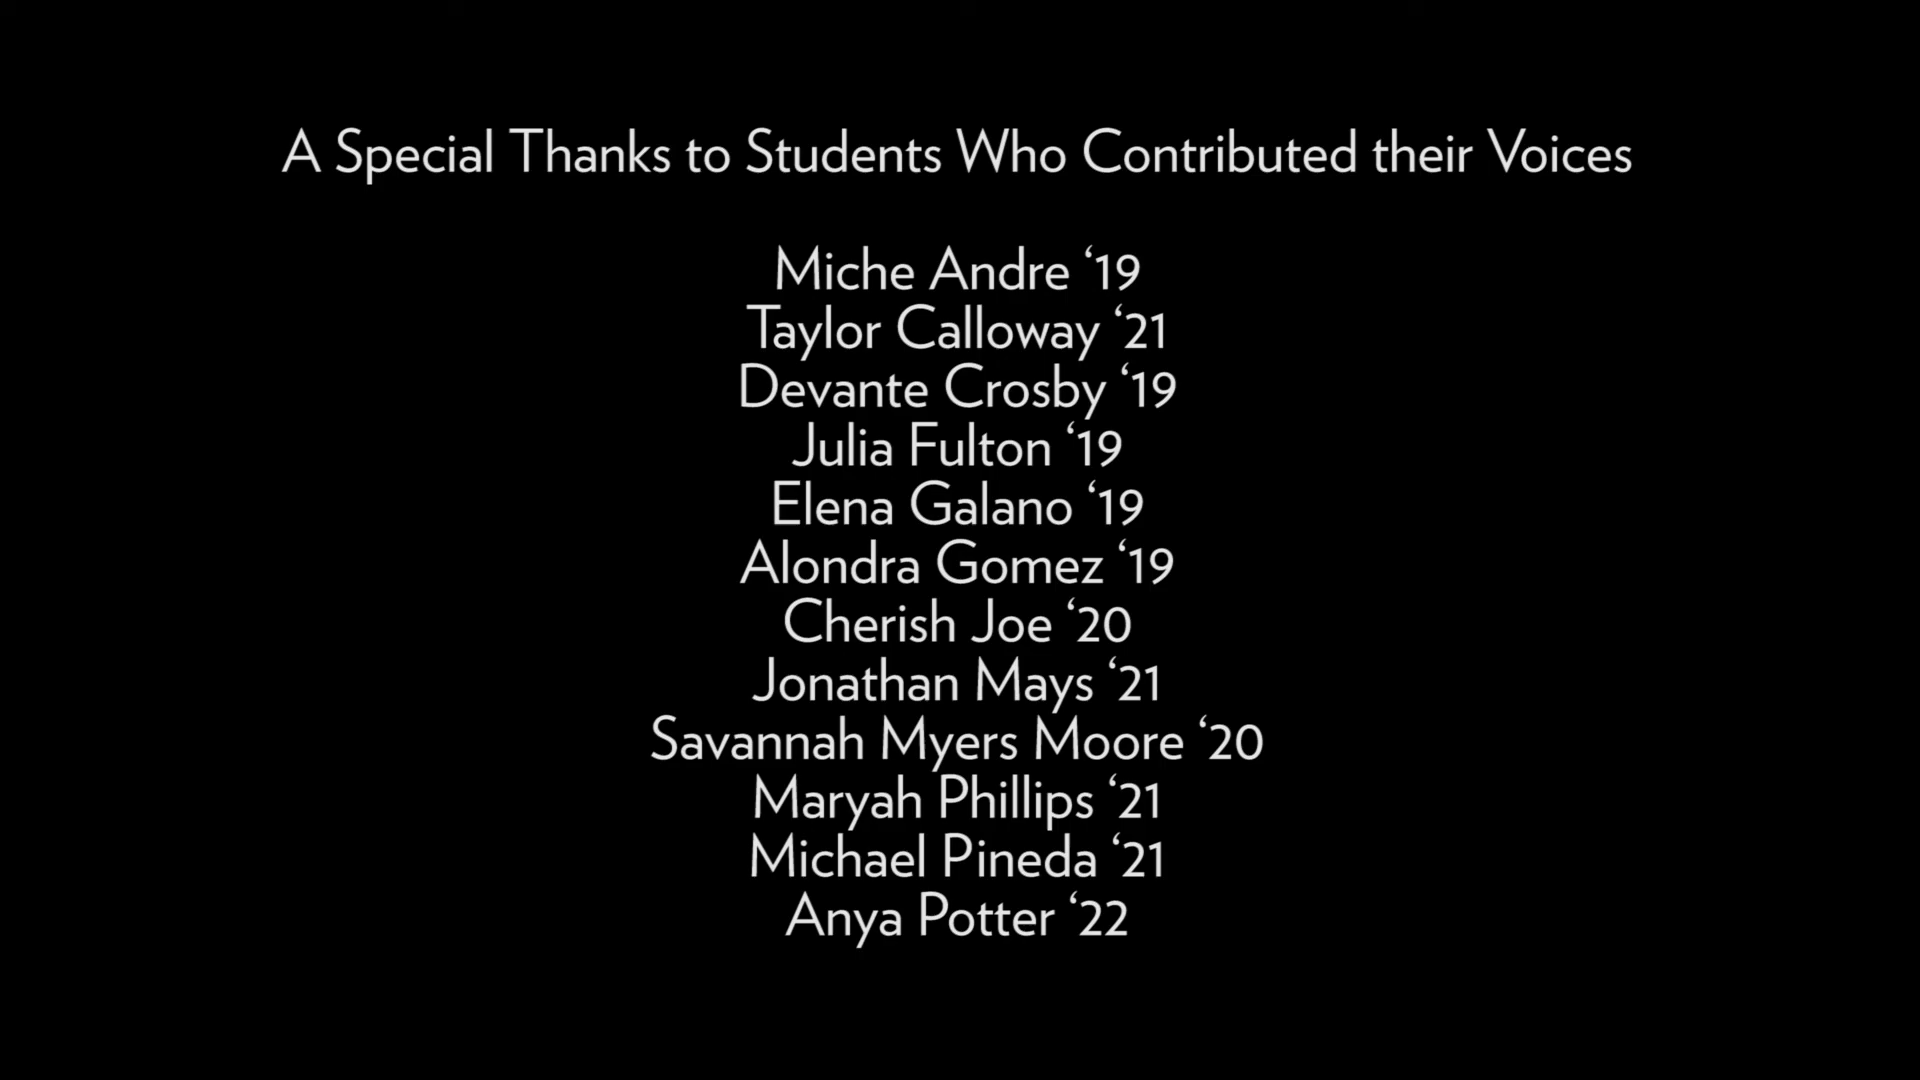 A Special Thanks to Students Who Contributed their Voices
Miche Andre ‘19
Taylor Calloway ‘21
Devante Crosby ‘19
Julia Fulton ‘19
Elena Galano ‘19
Alondra Gomez ‘19
Cherish Joe ‘20
Jonathan Mays ‘21
Savannah Myers Moore ‘20
Maryah Phillips ‘21
Michael Pineda ‘21
Anya Potter ‘22